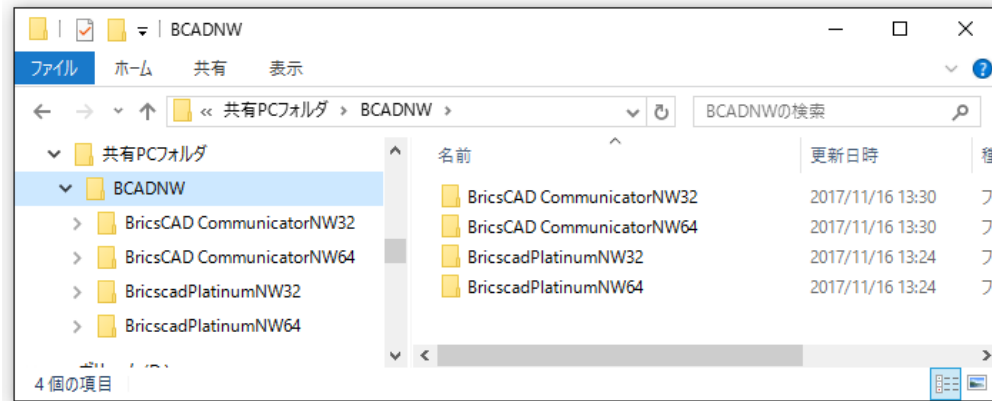 BCADNW
ファイル ホーム 共有 表示
« 共有PCフォルダ > BCADNW > BCADNWの検索
共有PCフォルダ
BCADNW
BricsCAD CommunicatorNW32
BricsCAD CommunicatorNW64
BricscadPlatinumNW32
BricscadPlatinumNW64
名前 更新日時
BricsCAD CommunicatorNW32 2017/11/16 13:30
BricsCAD CommunicatorNW64 2017/11/16 13:30
BricscadPlatinumNW32 2017/11/16 13:24
BricscadPlatinumNW64 2017/11/16 13:24
4 個の項目